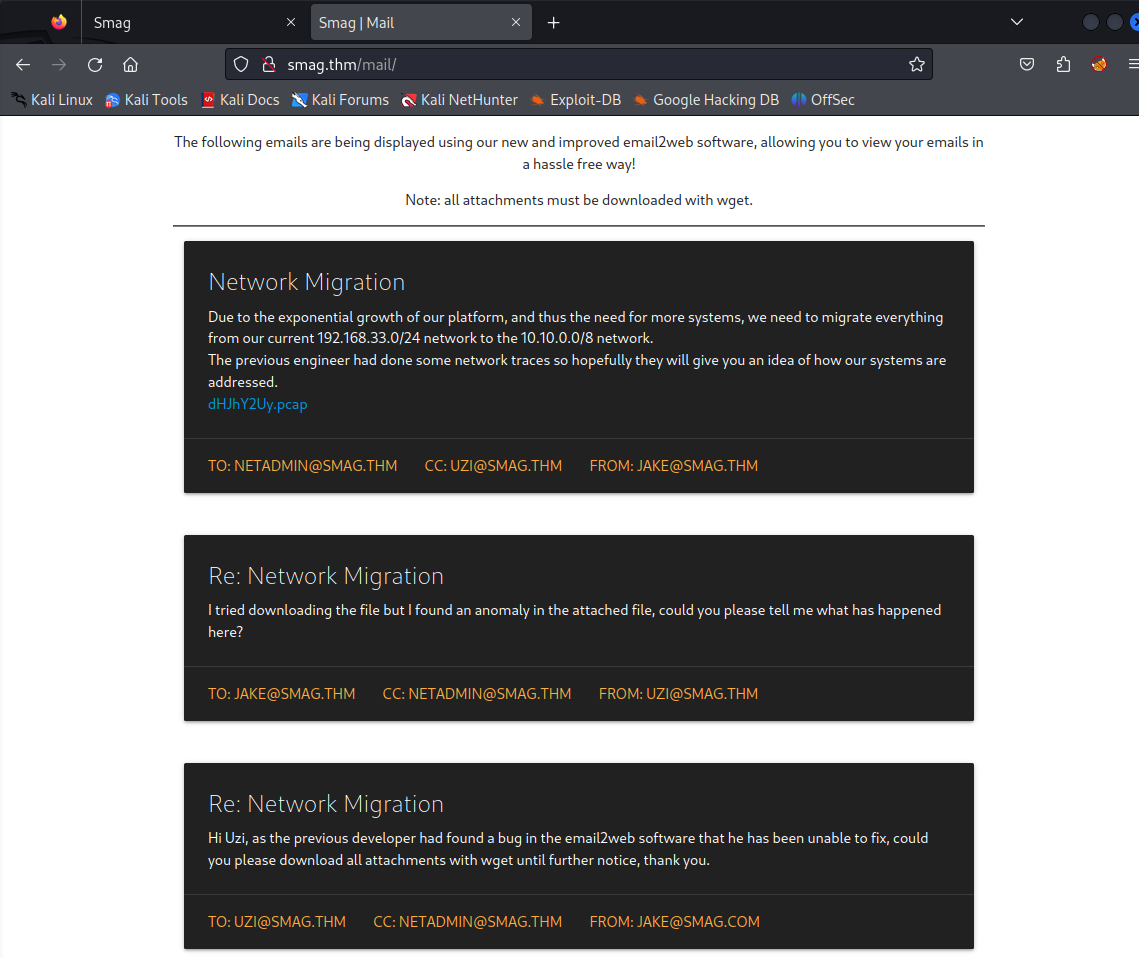 Smag
Smag | Mail
smag.thm/mail/
Kali Linux Kali Tools Kali Docs Kali Forums Kali NetHunter Exploit-DB Google Hacking DB OffSec
The following emails are being displayed using our new and improved email2web software, allowing you to view your emails in
a hassle free way!
Note: all attachments must be downloaded with wget.
Network Migration
Due to the exponential growth of our platform, and thus the need for more systems, we need to migrate everything
from our current 192.168.33.0/24 network to the 10.10.0.0/8 network.
The previous engineer had done some network traces so hopefully they will give you an idea of how our systems are
addressed.
dHJhY2Uy.pcap
TO: NETADMIN@SMAG.THM CC: UZI@SMAG.THM FROM: JAKE@SMAG.THM
Re: Network Migration
I tried downloading the file but I found an anomaly in the attached file, could you please tell me what has happened
here?
TO: JAKE@SMAG.THM CC: NETADMIN@SMAG.THM FROM: UZI@SMAG.THM
Re: Network Migration
Hi Uzi, as the previous developer had found a bug in the email2web software that he has been unable to fix, could
you please download all attachments with wget until further notice, thank you.
TO: UZI@SMAG.THM CC: NETADMIN@SMAG.THM FROM: JAKE@SMAG.COM